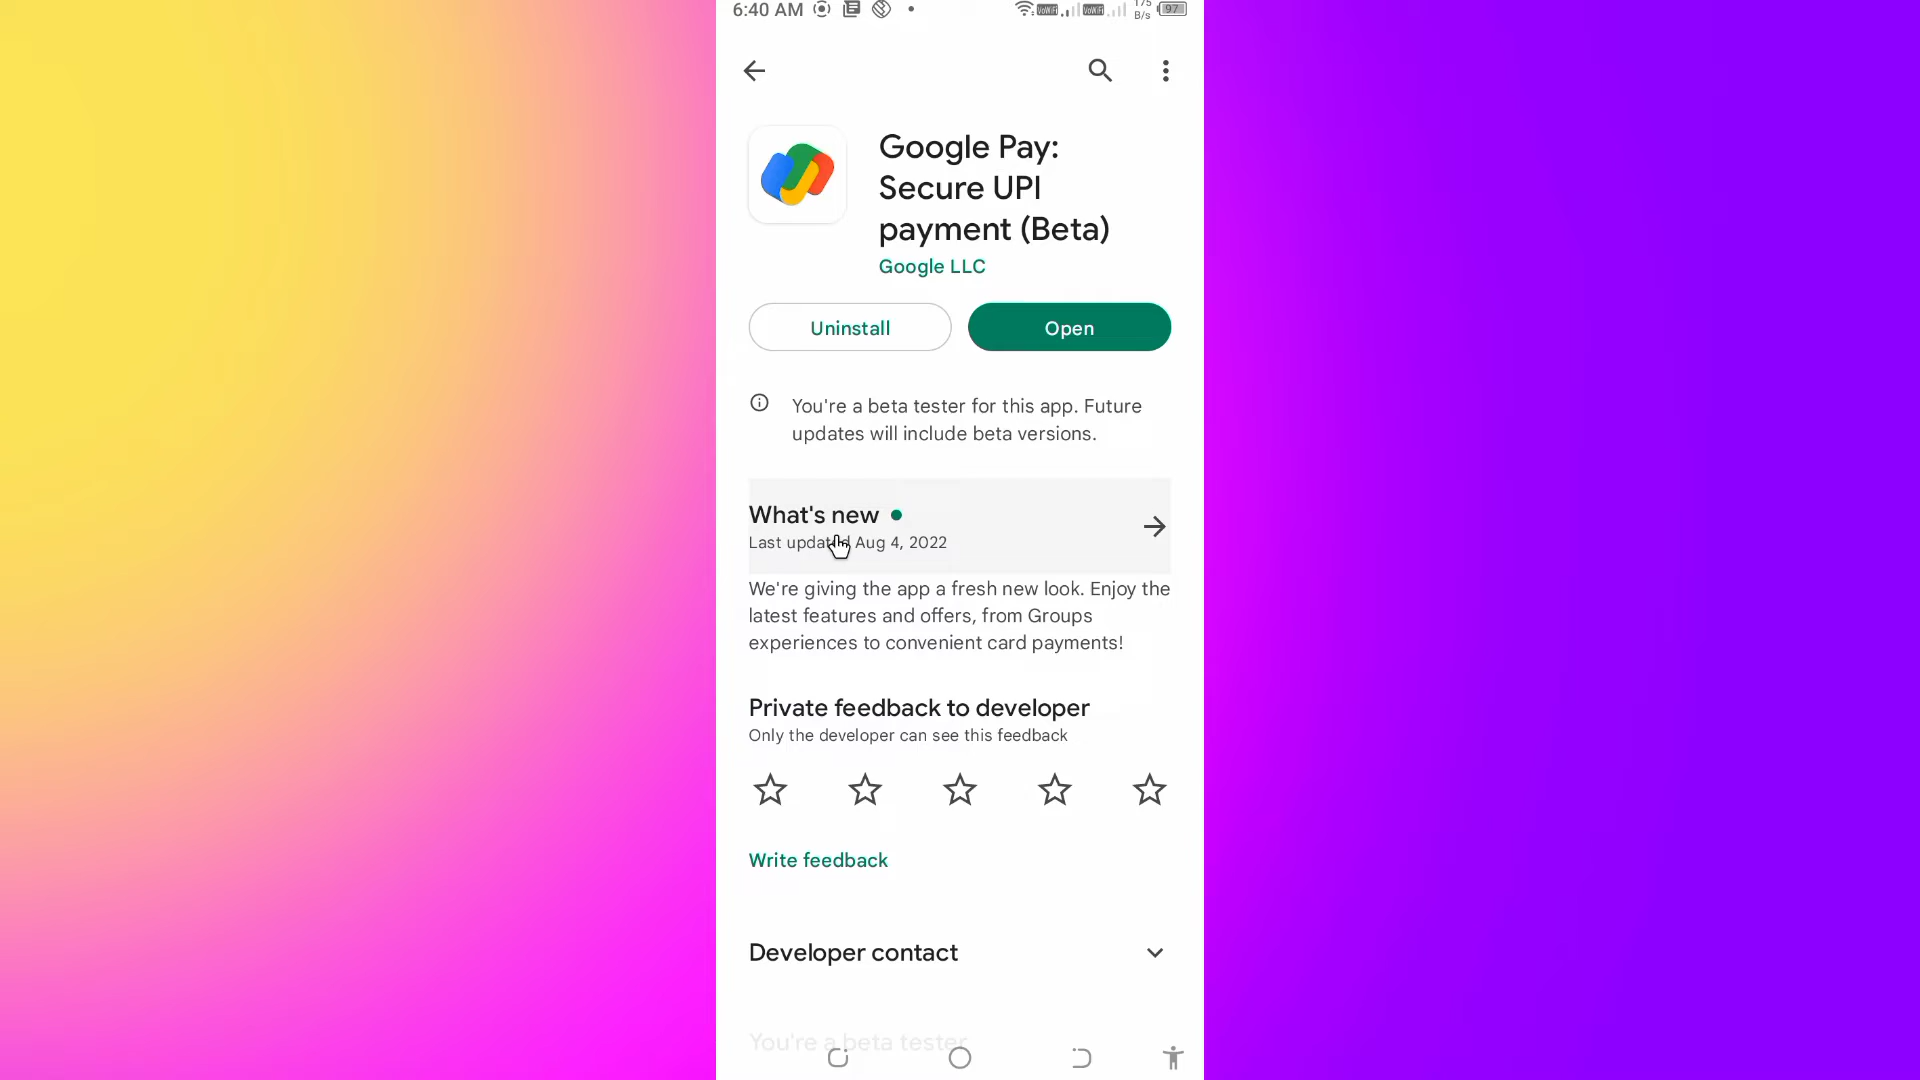 6:40 AM
VoWiFi VoWiFi
B/s 97
Google Pay:
Secure UPI
payment (Beta)
Google LLC
Uninstall
Open
You're a beta tester for this app. Future
updates will include beta versions.
What's new
Last updated Aug 4, 2022
We're giving the app a fresh new look. Enjoy the
latest features and offers, from Groups
experiences to convenient card payments!
Private feedback to developer
Only the developer can see this feedback
Write feedback
Developer contact
You're a beta tester